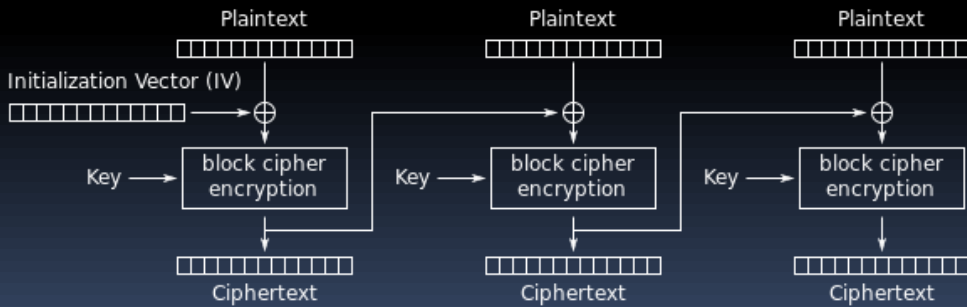 Plaintext
Plaintext
Plaintext
Initialization Vector (IV)
Key
block cipher
encryption
Key
block cipher
encryption
Key
block cipher
encryption
Ciphertext
Ciphertext
Ciphertext